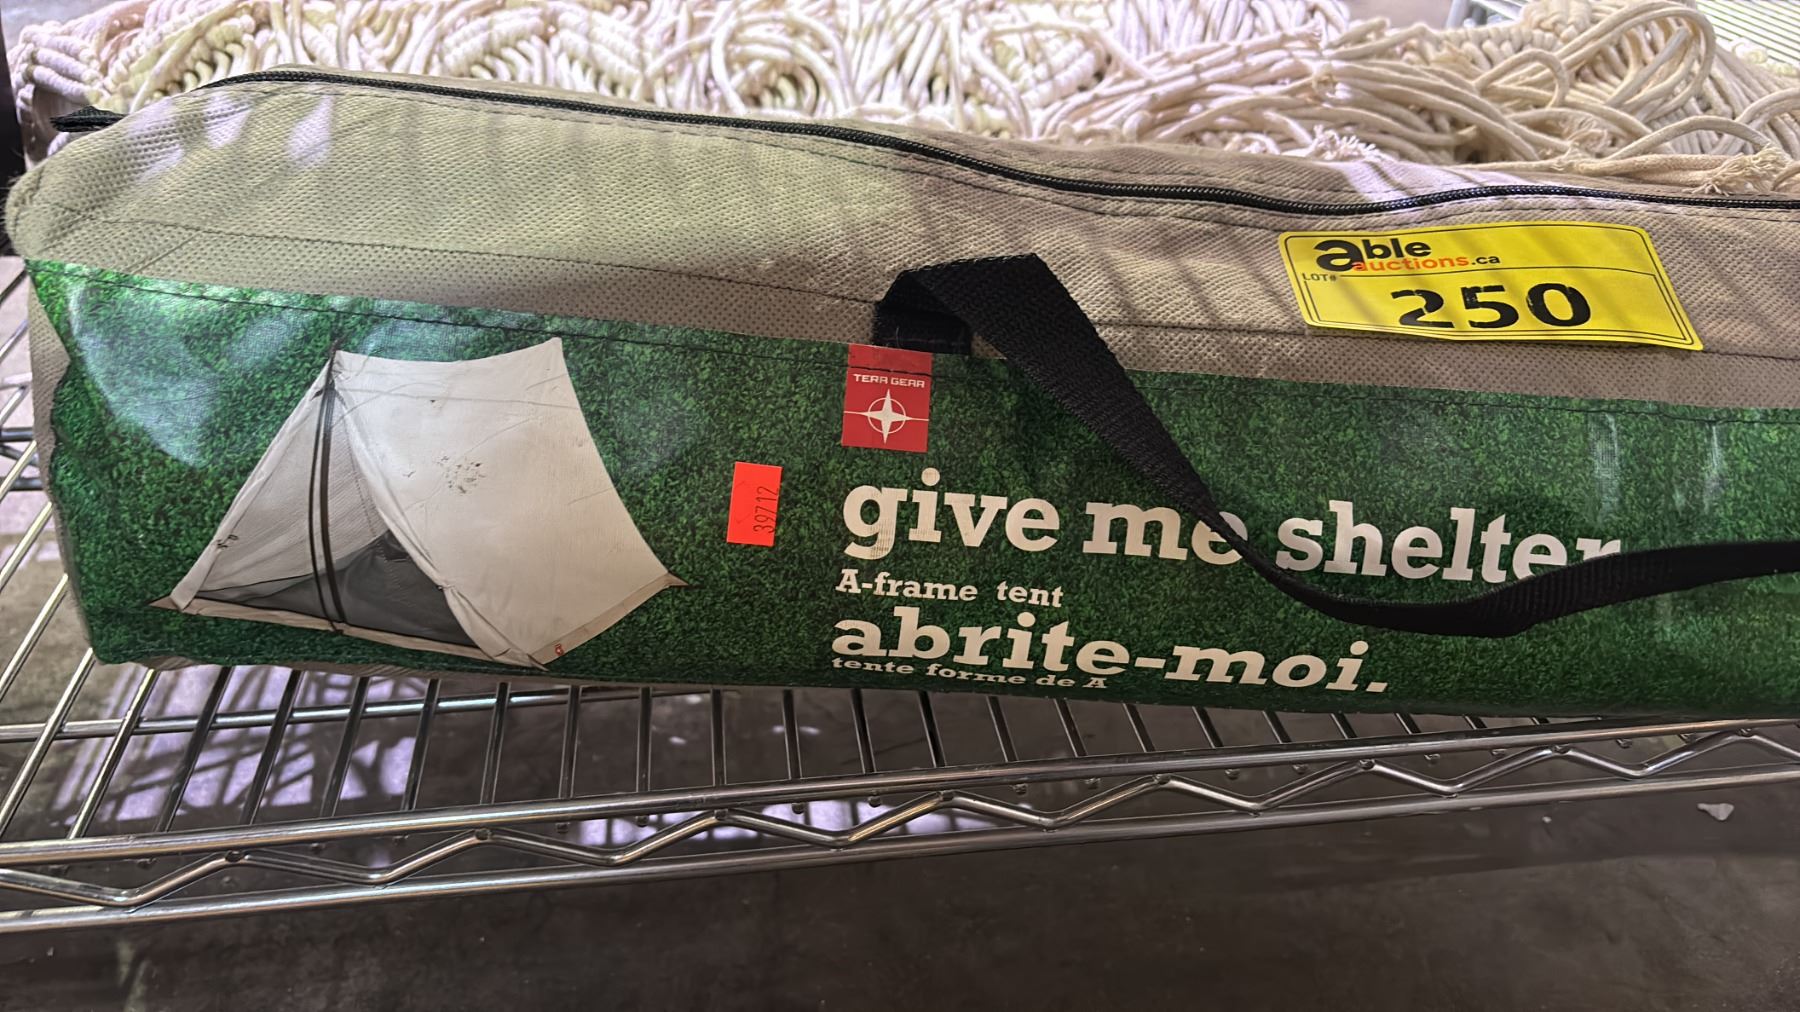 able
auctions.ca
LOT#
250
TERA GEAR
39712
give me shelter
A-frame tent
abrite-moi.
tente forme de A